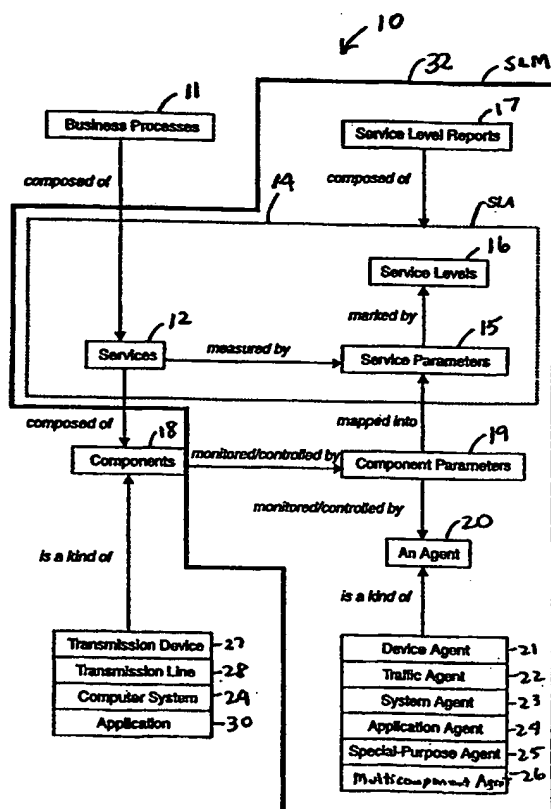 10
32 SLM
11 17
Business Processes Service Level Reports
composed of 14 composed of
SLA
16
Service Levels
marked by
12 15
Services measured by Service Parameters
composed of mapped into
18 19
Components monitored/controlled by Component Parameters
monitored/controlled by
20
An Agent
is a kind of is a kind of
Transmission Device 27
Transmission Line 28
Computer System 29
Application 30
Device Agent 21
Traffic Agent 22
System Agent 23
Application Agent 24
Special-Purpose Agent 25
Multicomponent Agent 26